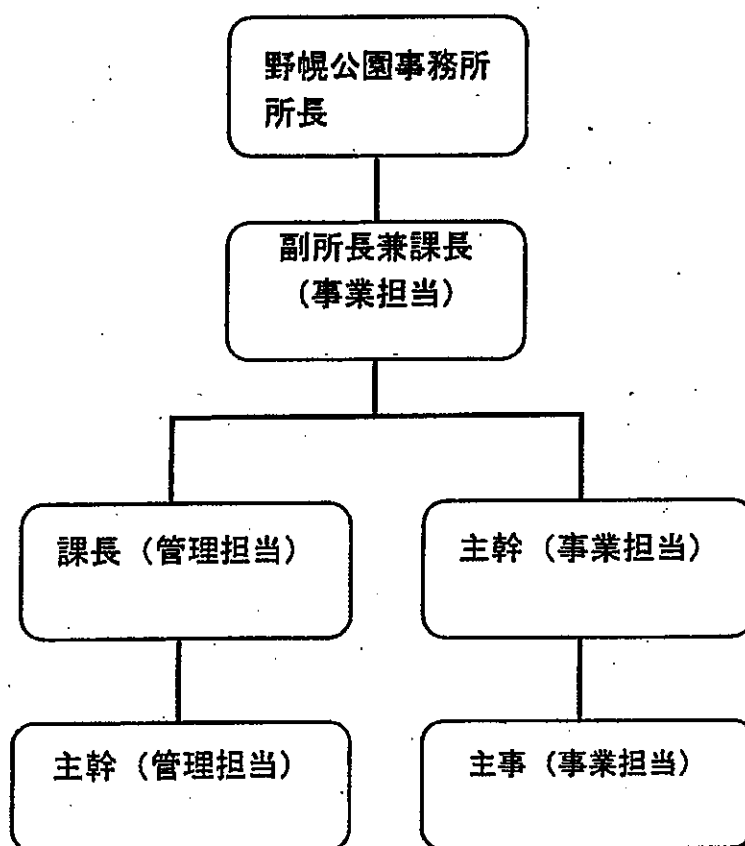 野幌公園事務所
所長
副所長兼課長
（事業担当）
課長（管理担当）
主幹（事業担当）
主幹（管理担当）
主事（事業担当）